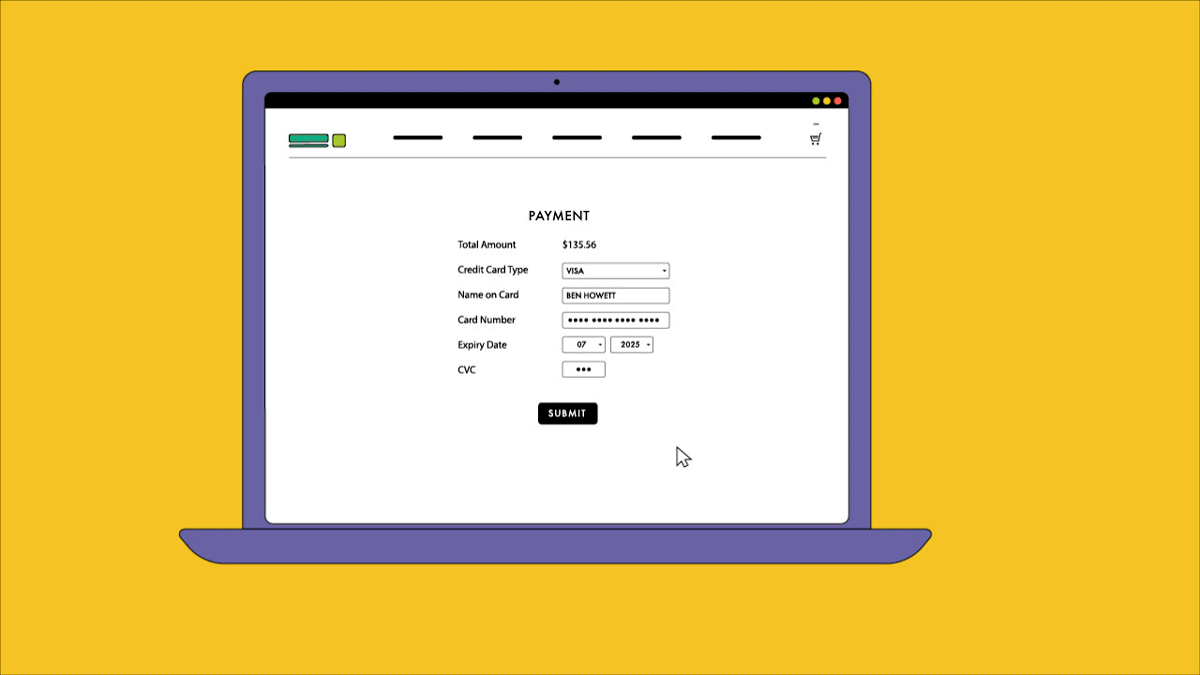 PAYMENT
Total Amount $135.56
Credit Card Type VISA
Name on Card BEN HOWETT
Card Number •••• •••• •••• ••••
Expiry Date 07 2025
CVC •••
SUBMIT